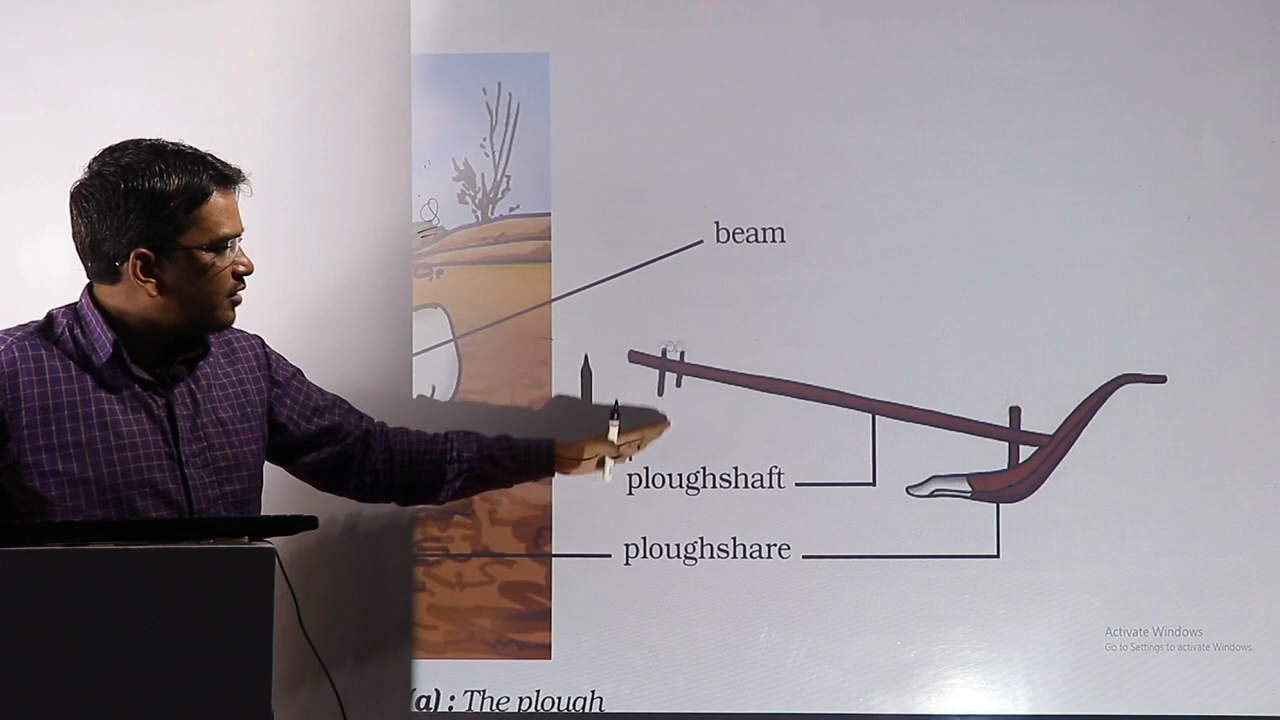 beam
ploughshaft
ploughshare
Activate Windows
Go to Settings to activate Windows.
(a) : The plough